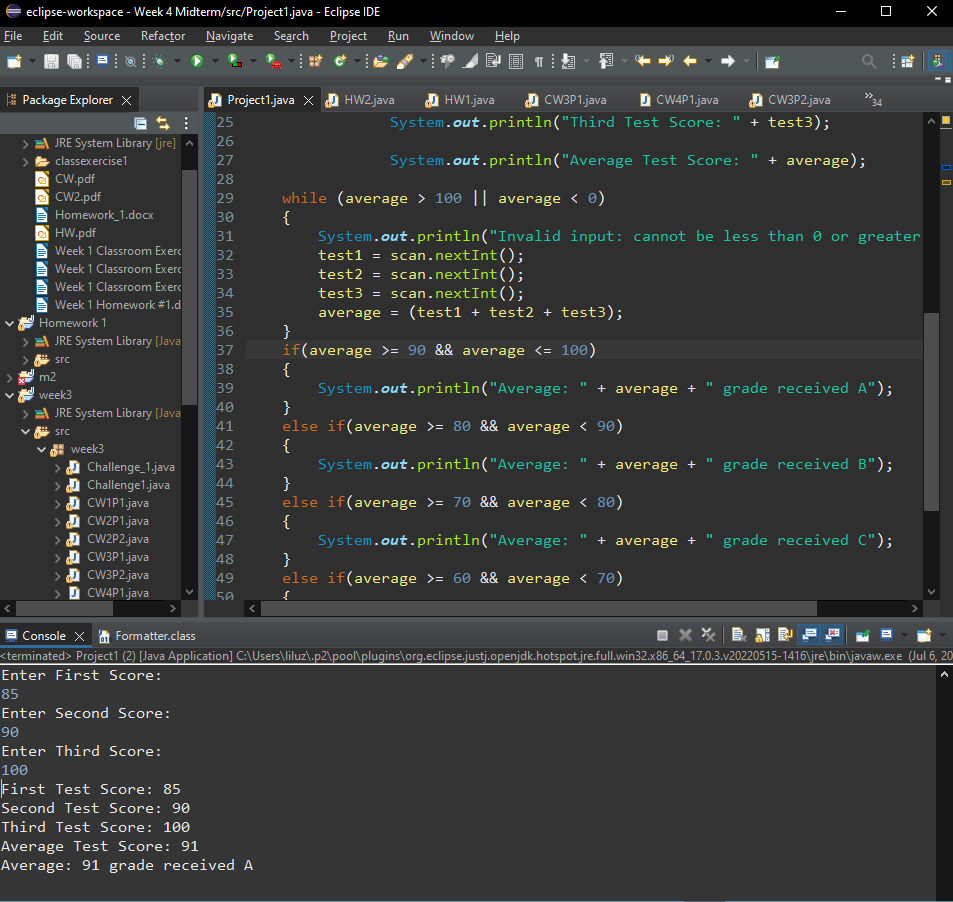 eclipse-workspace - Week 4 Midterm/src/Project1.java - Eclipse IDE
File Edit Source Refactor Navigate Search Project Run Window Help
Package Explorer
JRE System Library [jre]
classexercise1
CW.pdf
CW2.pdf
Homework_1.docx
HW.pdf
Week 1 Classroom Exerc
Week 1 Classroom Exerc
Week 1 Classroom Exerc
Week 1 Homework #1.d
Homework 1
JRE System Library [Java
src
m2
week3
JRE System Library [Java
src
week3
Challenge_1.java
Challenge1.java
CW1P1.java
CW2P1.java
CW2P2.java
CW3P1.java
CW3P2.java
CW4P1.java
Project1.java HW2.java HW1.java CW3P1.java CW4P1.java CW3P2.java »34
25 System.out.println("Third Test Score: " + test3);
26
27 System.out.println("Average Test Score: " + average);
28
29 while (average > 100 || average < 0)
30 {
31 System.out.println("Invalid input: cannot be less than 0 or greater
32 test1 = scan.nextInt();
33 test2 = scan.nextInt();
34 test3 = scan.nextInt();
35 average = (test1 + test2 + test3);
36 }
37 if(average >= 90 && average <= 100)
38 {
39 System.out.println("Average: " + average + " grade received A");
40 }
41 else if(average >= 80 && average < 90)
42 {
43 System.out.println("Average: " + average + " grade received B");
44 }
45 else if(average >= 70 && average < 80)
46 {
47 System.out.println("Average: " + average + " grade received C");
48 }
49 else if(average >= 60 && average < 70)
50 {
Console Formatter.class
<terminated> Project1 (2) [Java Application] C:\Users\liluz\.p2\pool\plugins\org.eclipse.justj.openjdk.hotspot.jre.full.win32.x86_64_17.0.3.v20220515-1416\jre\bin\javaw.exe (Jul 6, 20
Enter First Score:
85
Enter Second Score:
90
Enter Third Score:
100
First Test Score: 85
Second Test Score: 90
Third Test Score: 100
Average Test Score: 91
Average: 91 grade received A